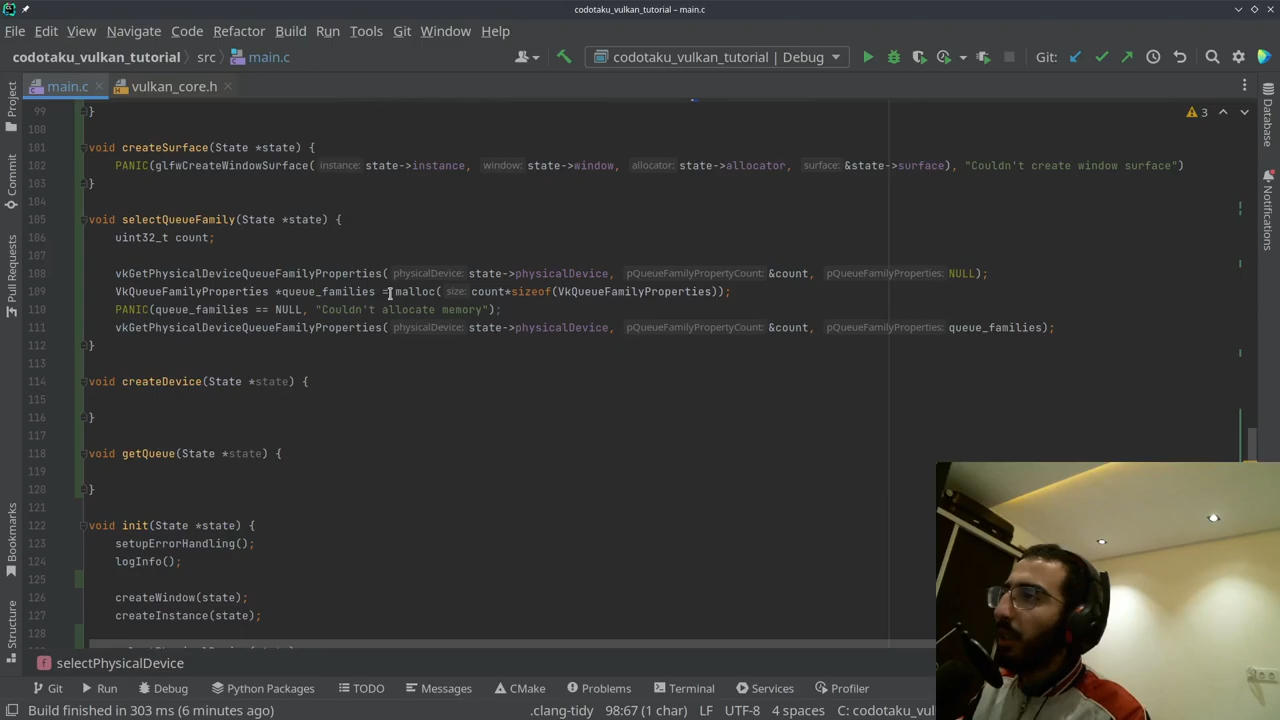 codotaku_vulkan_tutorial – main.c
File Edit View Navigate Code Refactor Build Run Tools Git Window Help
codotaku_vulkan_tutorial src main.c codotaku_vulkan_tutorial | Debug Git:
main.c vulkan_core.h
Project
Commit
Pull Requests
Bookmarks
Structure
Database
Notifications
3
99 }
100
101 void createSurface(State *state) {
102 PANIC(glfwCreateWindowSurface( instance: state->instance, window: state->window, allocator: state->allocator, surface: &state->surface), "Couldn't create window surface")
103 }
104
105 void selectQueueFamily(State *state) {
106 uint32_t count;
107
108 vkGetPhysicalDeviceQueueFamilyProperties( physicalDevice: state->physicalDevice, pQueueFamilyPropertyCount: &count, pQueueFamilyProperties: NULL);
109 VkQueueFamilyProperties *queue_families = malloc( size: count*sizeof(VkQueueFamilyProperties));
110 PANIC(queue_families == NULL, "Couldn't allocate memory");
111 vkGetPhysicalDeviceQueueFamilyProperties( physicalDevice: state->physicalDevice, pQueueFamilyPropertyCount: &count, pQueueFamilyProperties: queue_families);
112 }
113
114 void createDevice(State *state) {
115
116 }
117
118 void getQueue(State *state) {
119
120 }
121
122 void init(State *state) {
123 setupErrorHandling();
124 logInfo();
125
126 createWindow(state);
127 createInstance(state);
128
selectPhysicalDevice
Git Run Debug Python Packages TODO Messages CMake Problems Terminal Services Profiler
Build finished in 303 ms (6 minutes ago) .clang-tidy 98:67 (1 char) LF UTF-8 4 spaces C: codotaku_vul